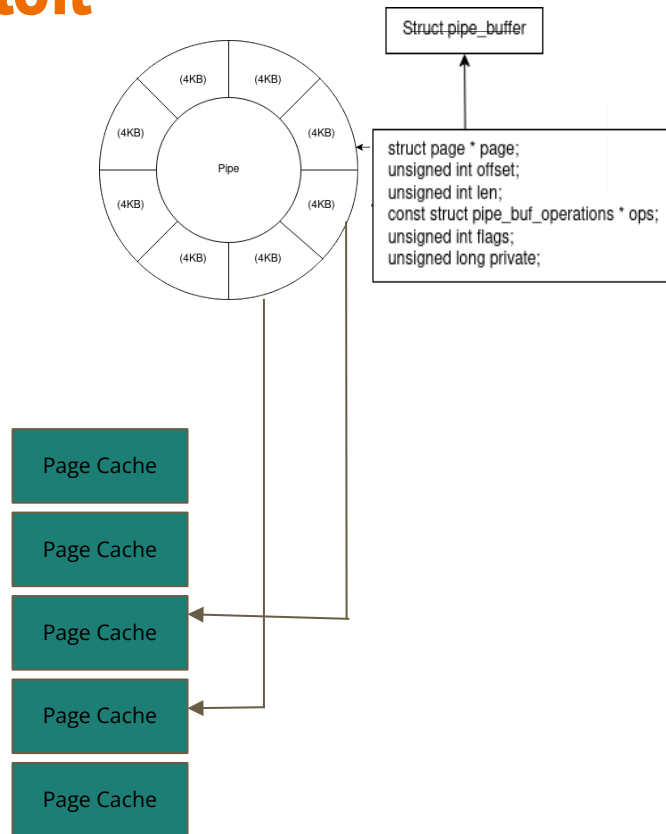 Struct pipe_buffer
(4KB)
(4KB)
(4KB)
(4KB)
Pipe
(4KB)
(4KB)
(4KB)
(4KB)
struct page * page;
unsigned int offset;
unsigned int len;
const struct pipe_buf_operations * ops;
unsigned int flags;
unsigned long private;
Page Cache
Page Cache
Page Cache
Page Cache
Page Cache